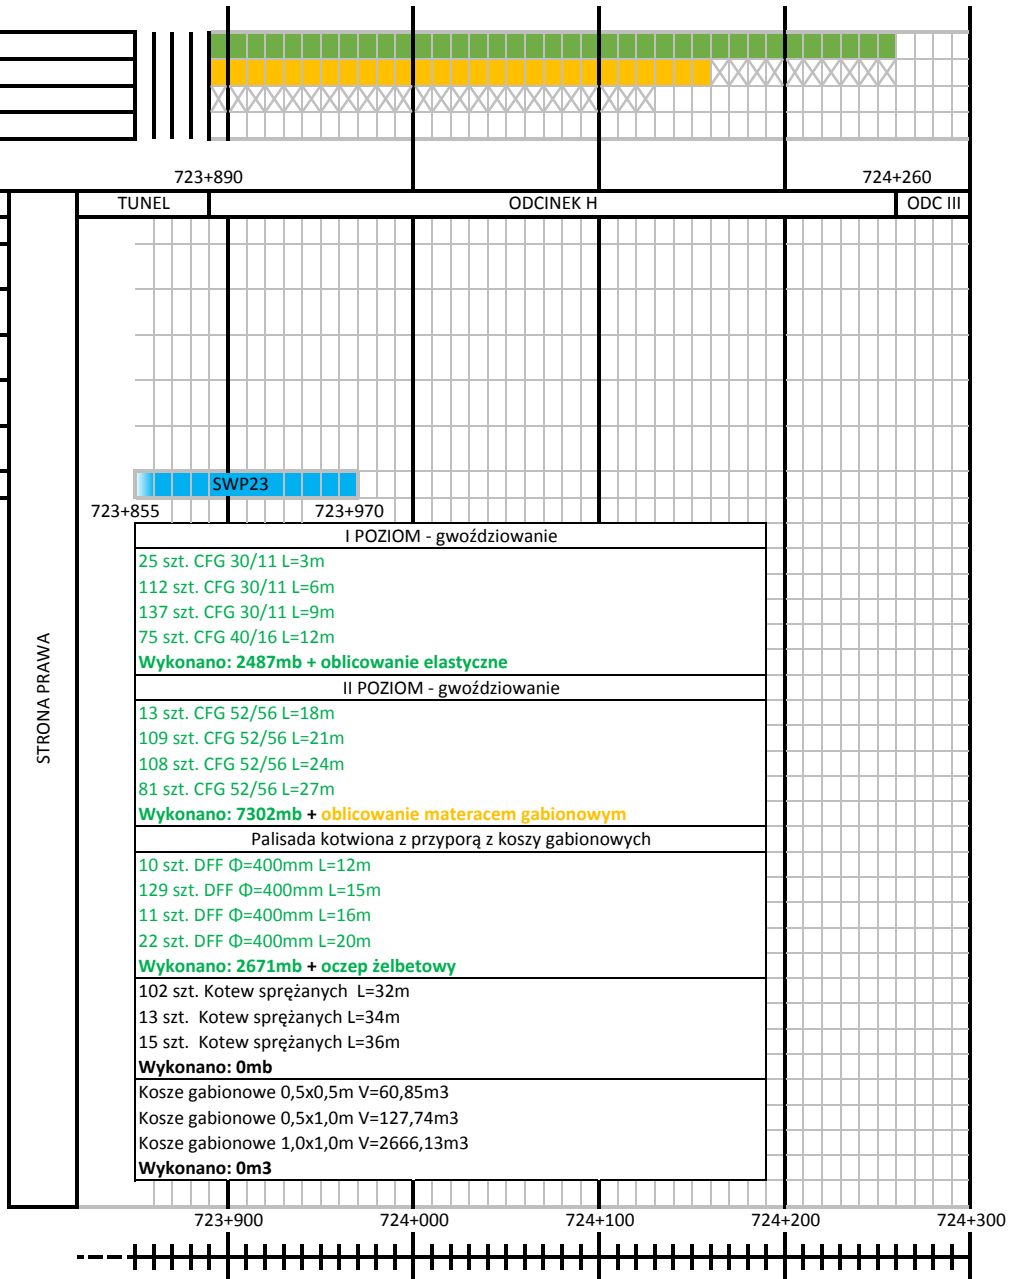 723+890
724+260
TUNEL
ODCINEK H
ODC III
STRONA PRAWA
SWP23
723+855
723+970
I POZIOM - gwoździowanie
25 szt. CFG 30/11 L=3m
112 szt. CFG 30/11 L=6m
137 szt. CFG 30/11 L=9m
75 szt. CFG 40/16 L=12m
Wykonano: 2487mb + oblicowanie elastyczne
II POZIOM - gwoździowanie
13 szt. CFG 52/56 L=18m
109 szt. CFG 52/56 L=21m
108 szt. CFG 52/56 L=24m
81 szt. CFG 52/56 L=27m
Wykonano: 7302mb + oblicowanie materacem gabionowym
Palisada kotwiona z przyporą z koszy gabionowych
10 szt. DFF Φ=400mm L=12m
129 szt. DFF Φ=400mm L=15m
11 szt. DFF Φ=400mm L=16m
22 szt. DFF Φ=400mm L=20m
Wykonano: 2671mb + oczep żelbetowy
102 szt. Kotew sprężanych  L=32m
13 szt.  Kotew sprężanych L=34m
15 szt.  Kotew sprężanych L=36m
Wykonano: 0mb
Kosze gabionowe 0,5x0,5m V=60,85m3
Kosze gabionowe 0,5x1,0m V=127,74m3
Kosze gabionowe 1,0x1,0m V=2666,13m3
Wykonano: 0m3
723+900
724+000
724+100
724+200
724+300